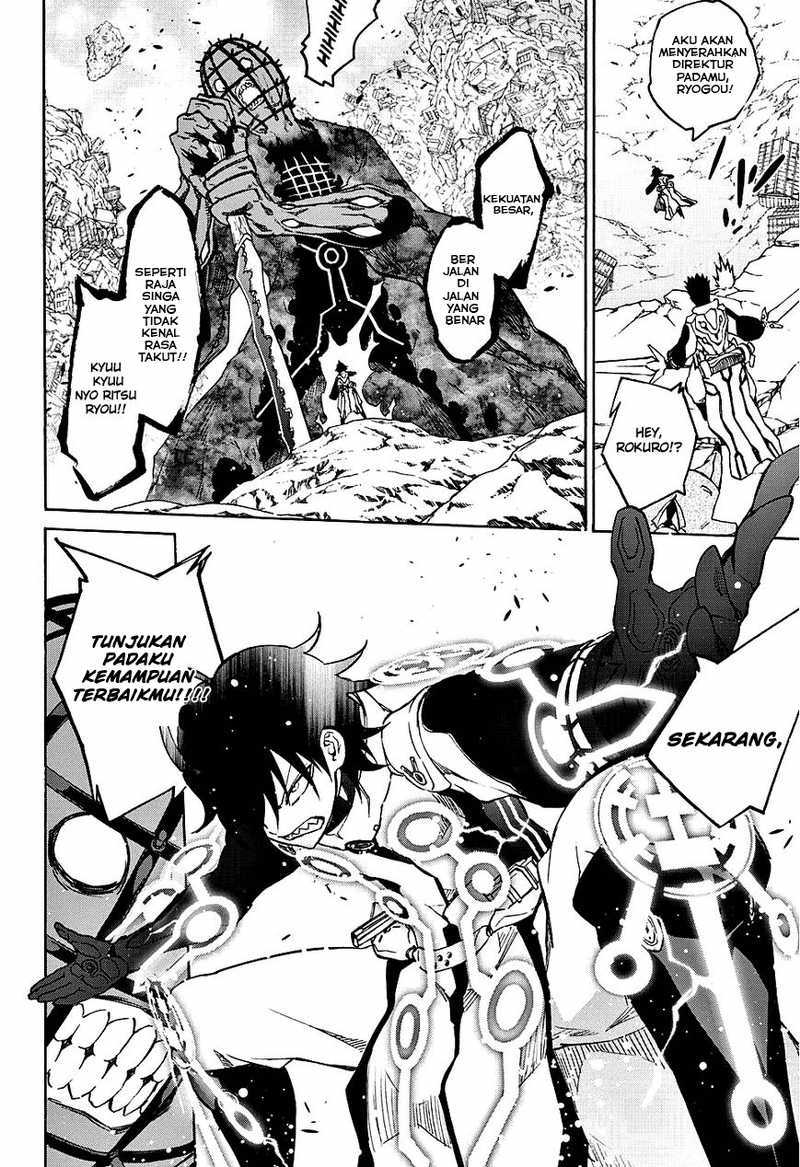 AKU AKAN
MENYERAHKAN
DIREKTUR
PADAMU,
RYOGOU!
HEY,
ROKURO!?
HIHIHIHI
KEKUATAN
BESAR,
BER
JALAN
DI
JALAN
YANG
BENAR
SEPERTI
RAJA
SINGA
YANG
TIDAK
KENAL
RASA
TAKUT!!
KYUU
KYUU
NYO RITSU
RYOU!!
SEKARANG,
TUNJUKAN
PADAKU
KEMAMPUAN
TERBAIKMU!!!!